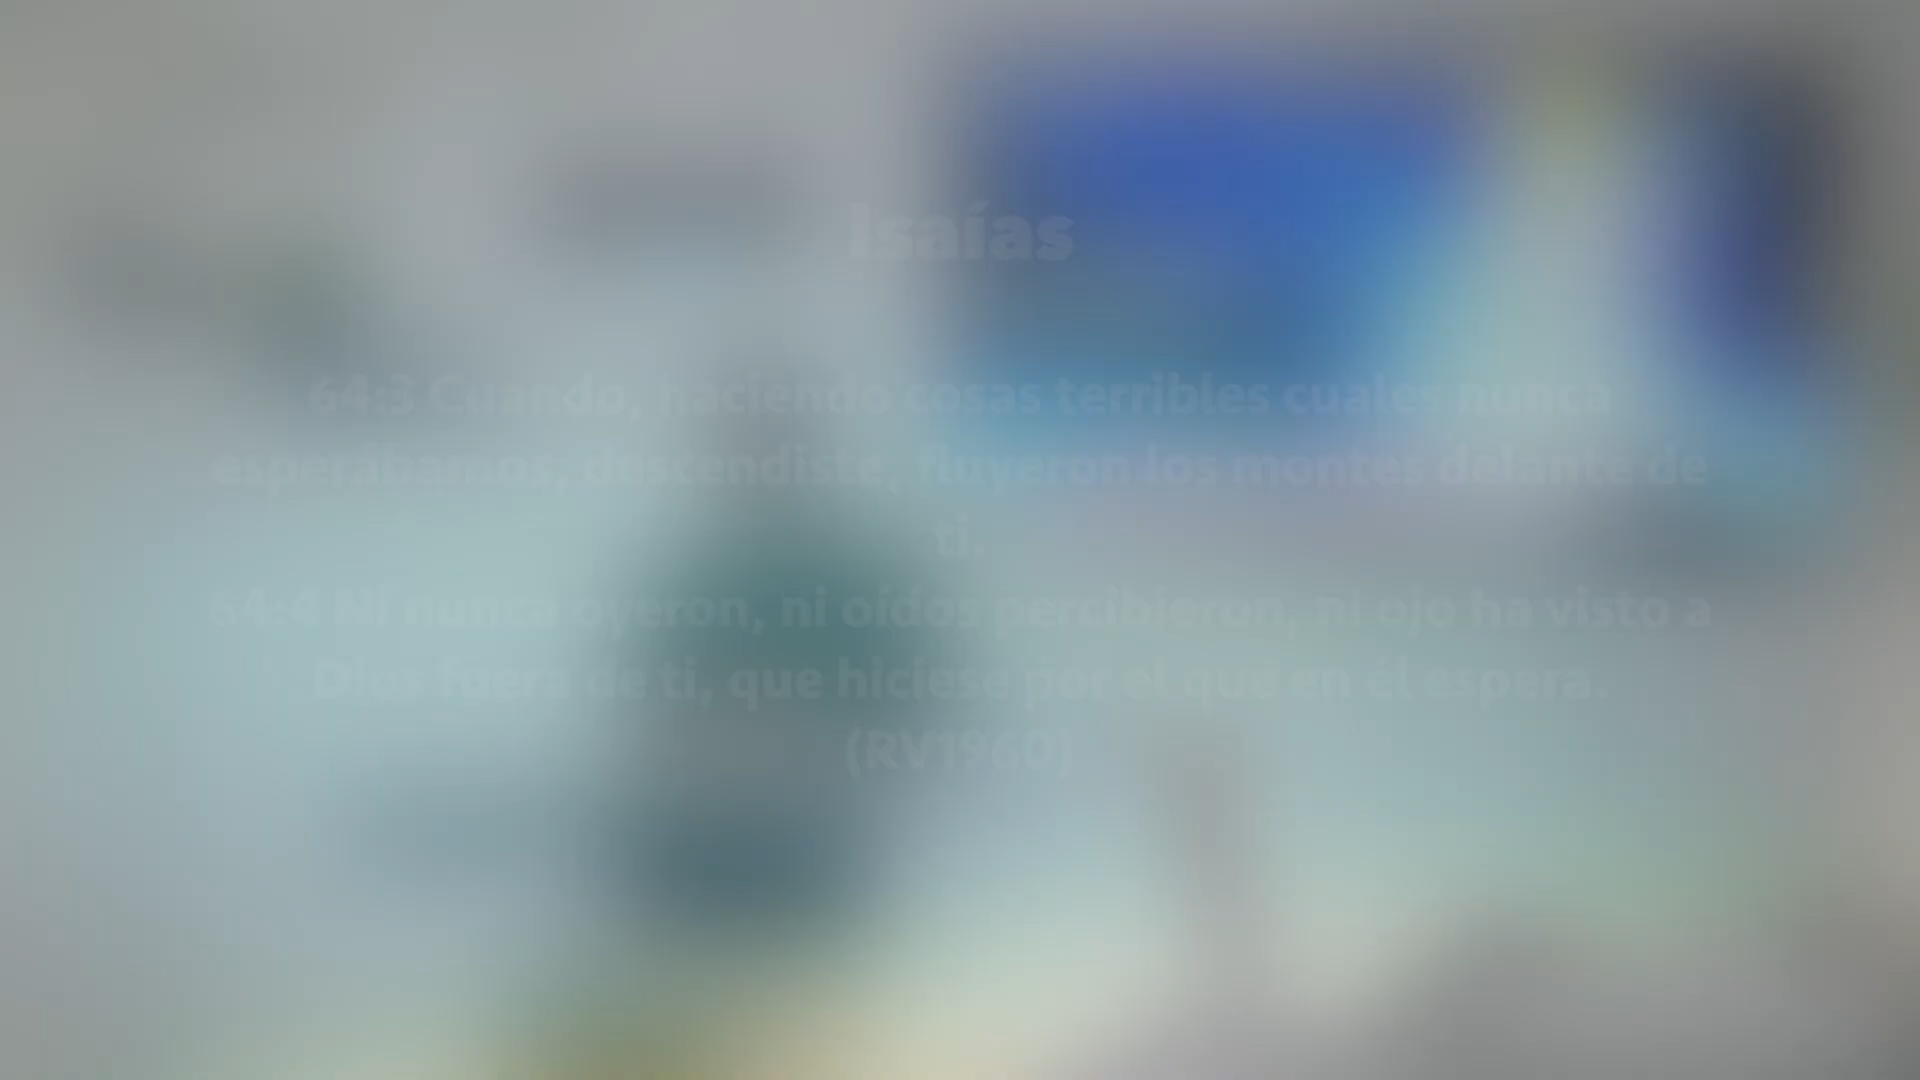 Isaías
64:3 Cuando, haciendo cosas terribles cuales nunca
esperábamos, descendiste, fluyeron los montes delante de
ti.
64:4 Ni nunca oyeron, ni oídos percibieron, ni ojo ha visto a
Dios fuera de ti, que hiciese por el que en él espera.
(RV1960)